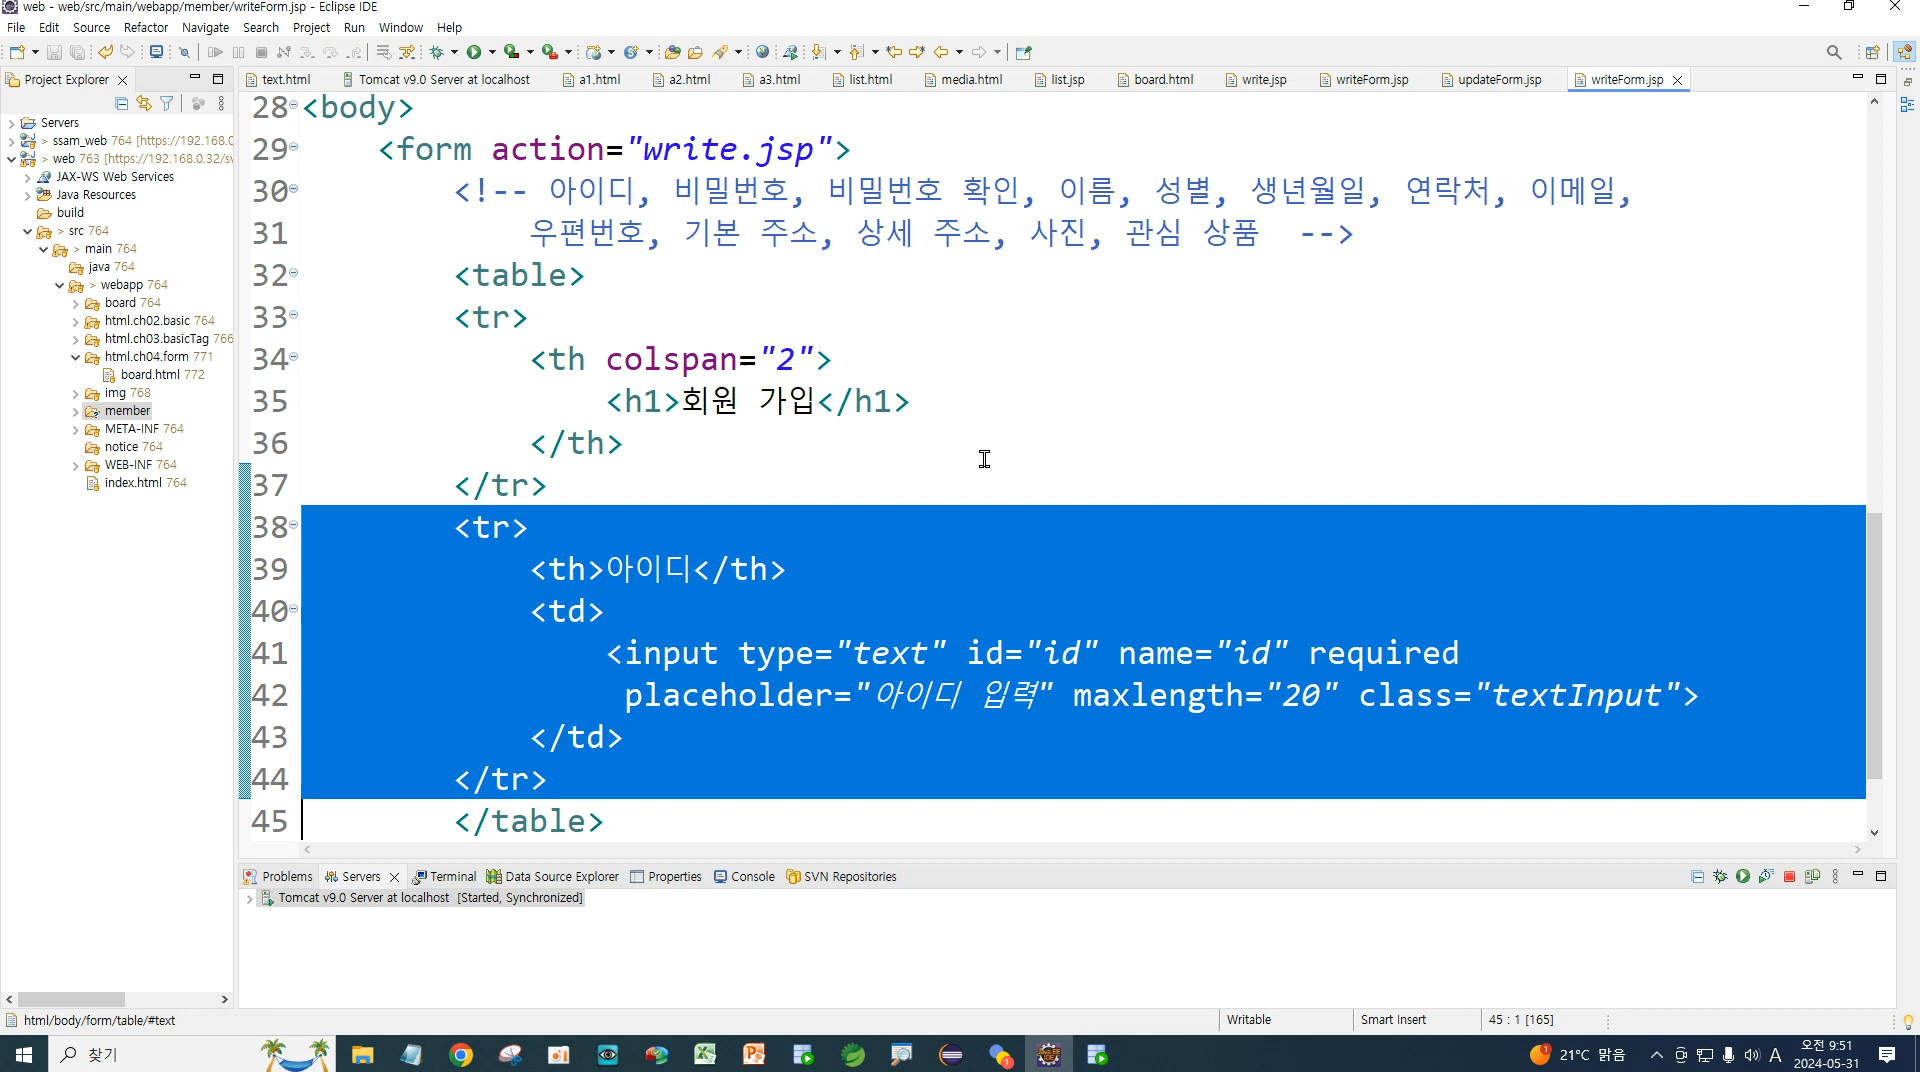 web - web/src/main/webapp/member/writeForm.jsp - Eclipse IDE
File Edit Source Refactor Navigate Search Project Run Window Help
Project Explorer
text.html Tomcat v9.0 Server at localhost a1.html a2.html a3.html list.html media.html list.jsp board.html write.jsp writeForm.jsp updateForm.jsp writeForm.jsp
Servers
> ssam_web 764 [https://192.168.0
> web 763 [https://192.168.0.32/sv
JAX-WS Web Services
Java Resources
build
> src 764
> main 764
java 764
> webapp 764
board 764
html.ch02.basic 764
html.ch03.basicTag 766
html.ch04.form 771
board.html 772
img 768
member
META-INF 764
notice 764
WEB-INF 764
index.html 764
28 <body>
29 <form action="write.jsp">
30 <!-- 아이디, 비밀번호, 비밀번호 확인, 이름, 성별, 생년월일, 연락처, 이메일,
31 우편번호, 기본 주소, 상세 주소, 사진, 관심 상품 -->
32 <table>
33 <tr>
34 <th colspan="2">
35 <h1>회원 가입</h1>
36 </th>
37 </tr>
38 <tr>
39 <th>아이디</th>
40 <td>
41 <input type="text" id="id" name="id" required
42 placeholder="아이디 입력" maxlength="20" class="textInput">
43 </td>
44 </tr>
45 </table>
Problems Servers Terminal Data Source Explorer Properties Console SVN Repositories
Tomcat v9.0 Server at localhost [Started, Synchronized]
html/body/form/table/#text Writable Smart Insert 45 : 1 [165]
찾기 21°C 맑음 A 오전 9:51
2024-05-31